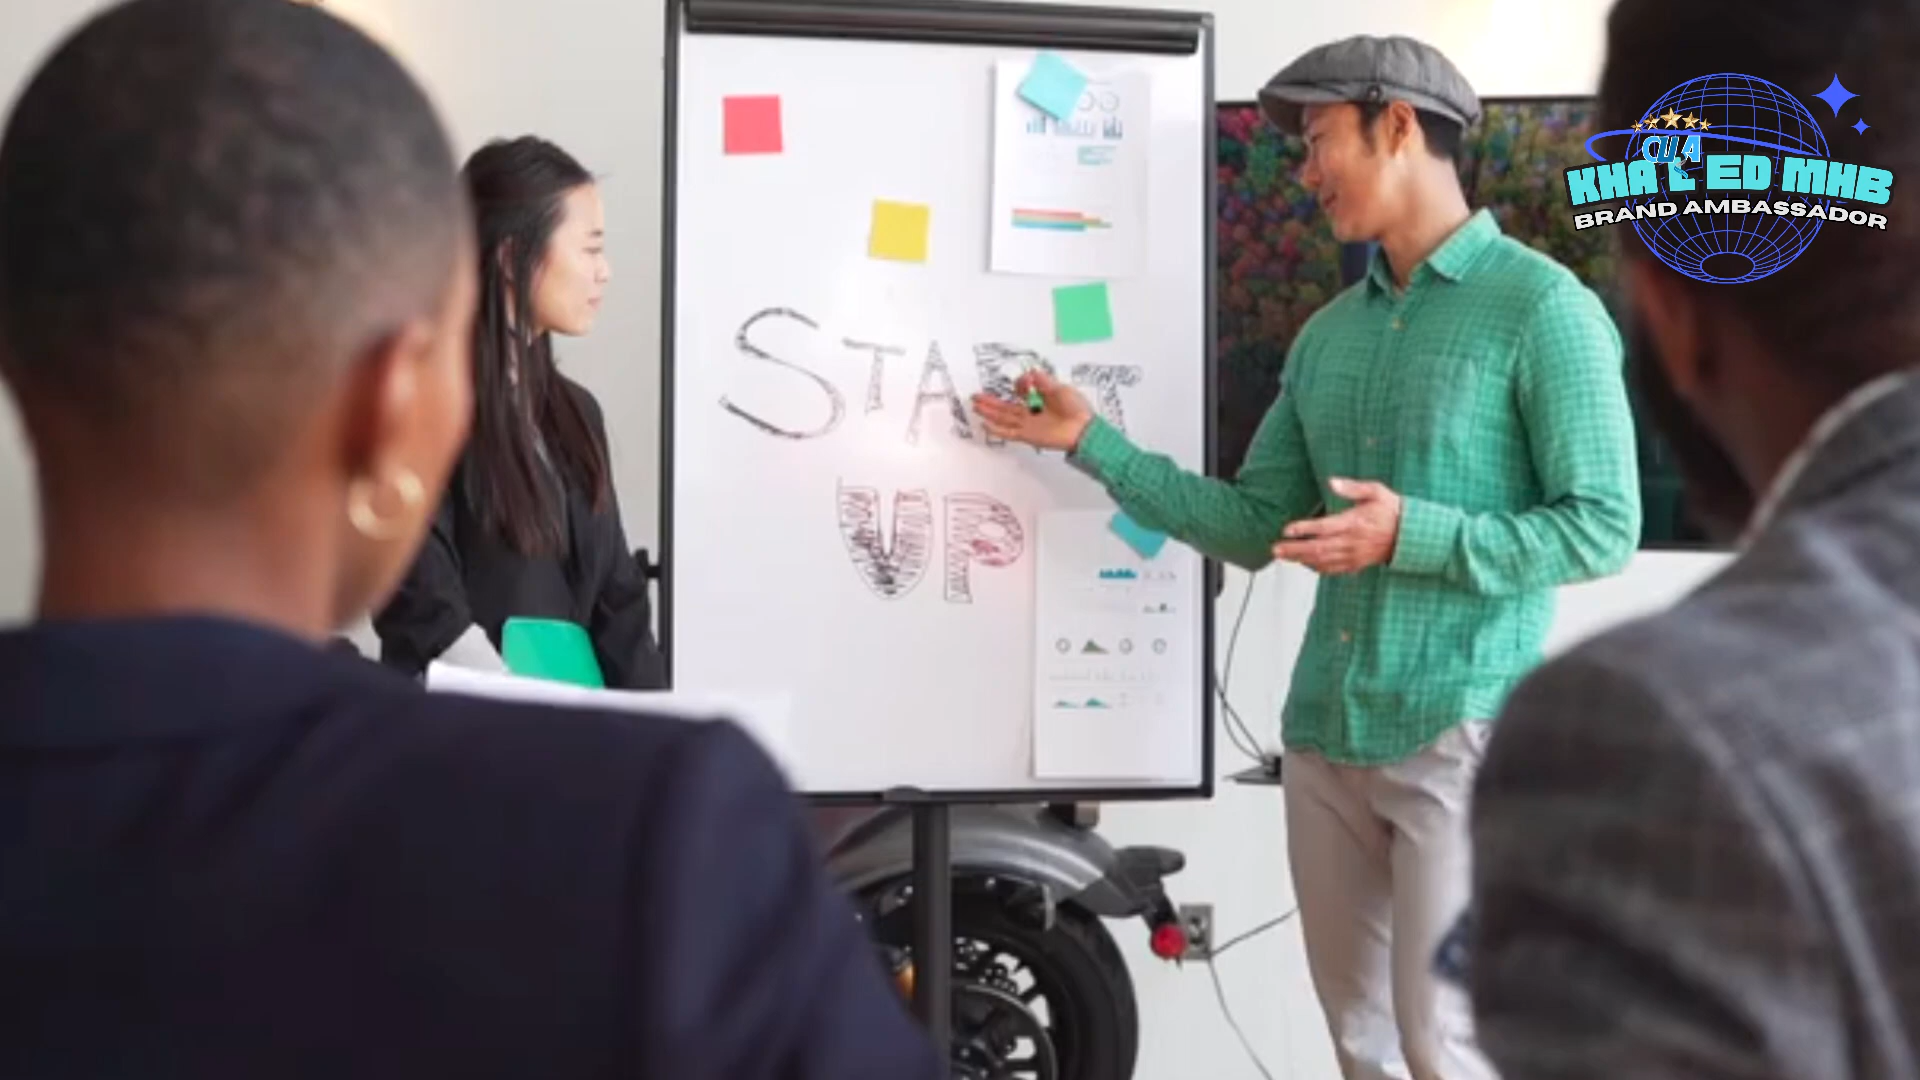 START
UP
CUA
KHALED MHB
BRAND AMBASSADOR